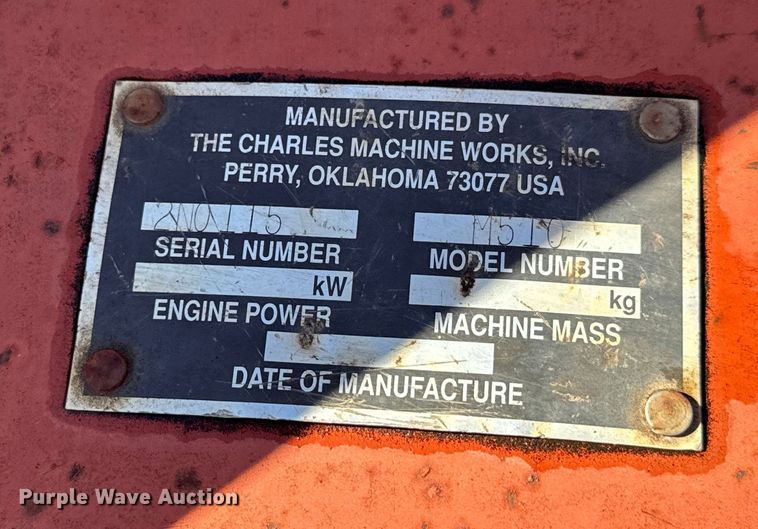 MANUFACTURED BY
THE CHARLES MACHINE WORKS, INC.
PERRY, OKLAHOMA 73077 USA
2N0115 M510
SERIAL NUMBER MODEL NUMBER
kW kg
ENGINE POWER MACHINE MASS
DATE OF MANUFACTURE
Purple Wave Auction